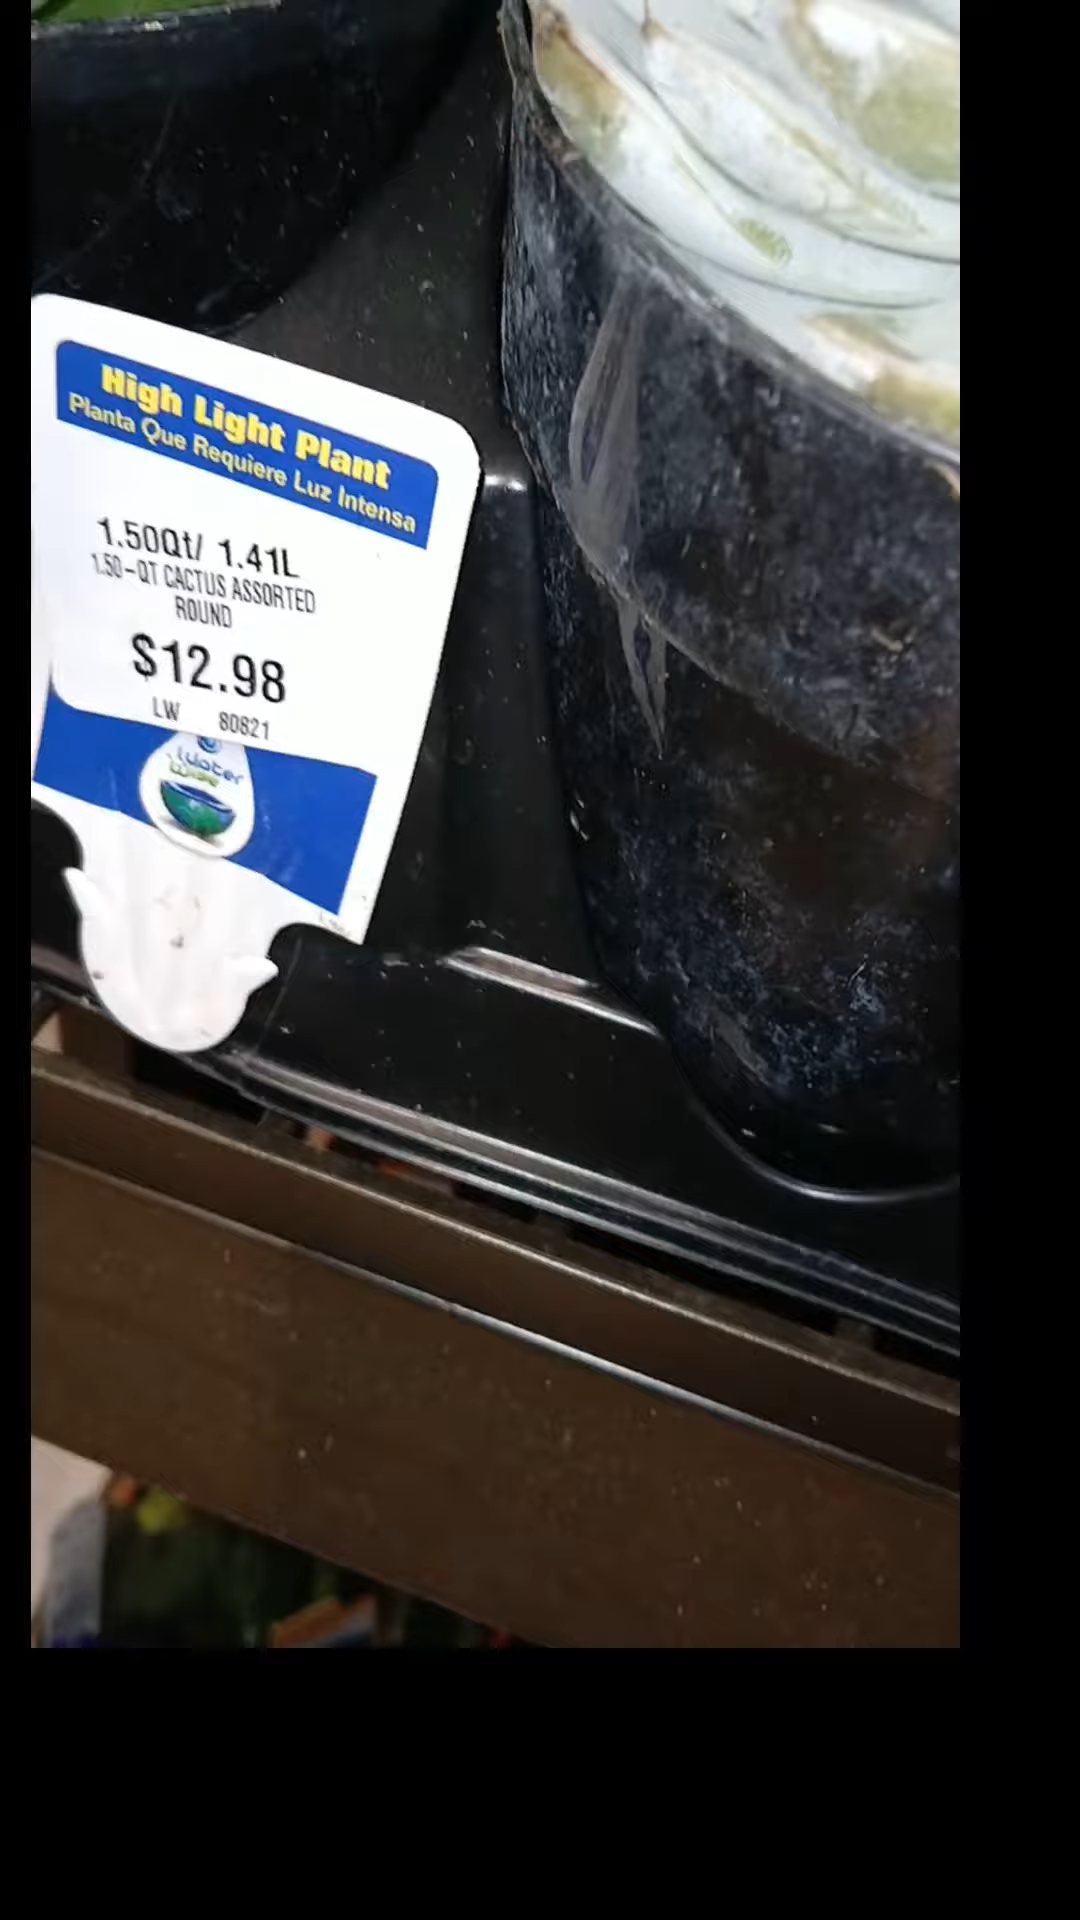 High Light Plant
Planta Que Requiere Luz Intensa
1.50Qt/ 1.41L
1.50-QT CACTUS ASSORTED
ROUND
$12.98
LW 80821
Water
Wise